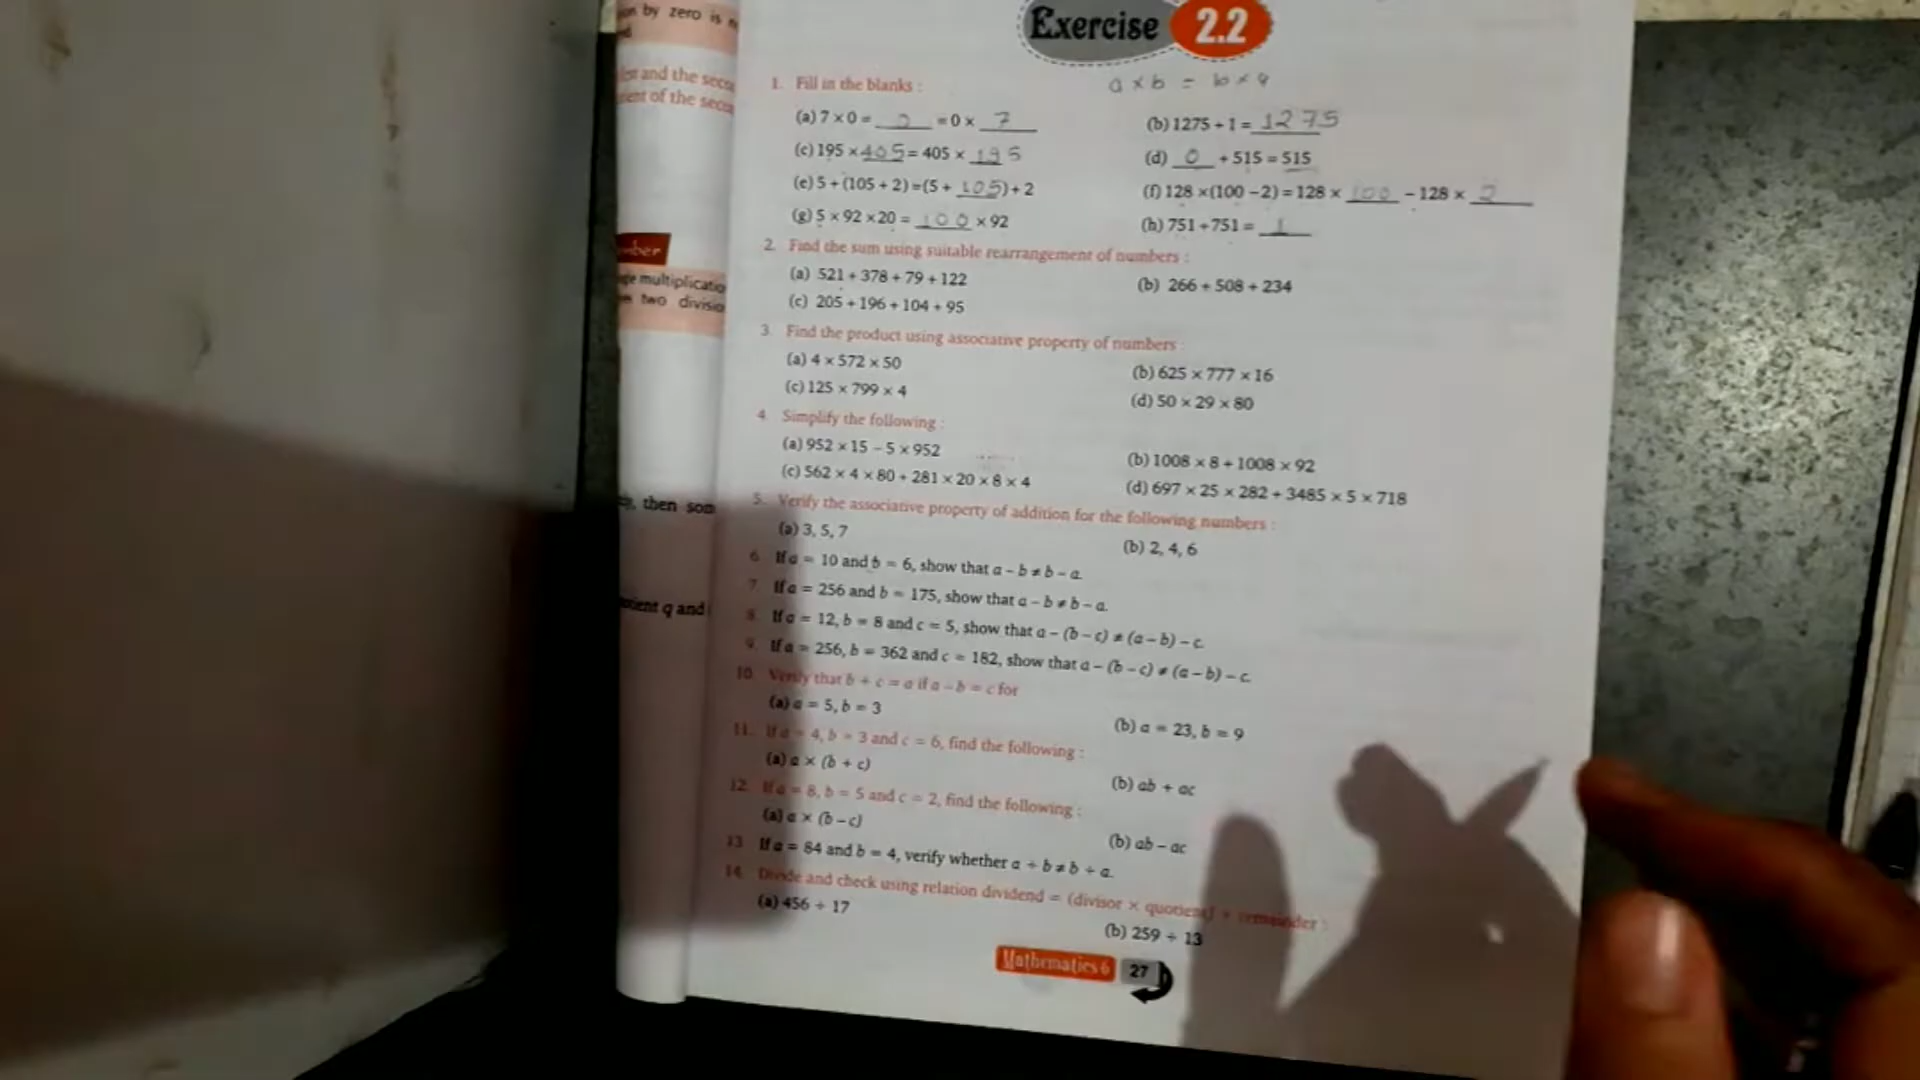 by zero is
and the seco
ment of the seco
mber
multiplicatio
two divisio
then som
q and
Exercise 2.2
a × b = b × a
1. Fill in the blanks :
(a) 7 × 0 = 0 = 0 × 7
(b) 1275 ÷ 1 = 1275
(c) 195 × 405 = 405 × 195
(d) 0 + 515 = 515
(e) 5 + (105 + 2) = (5 + 105) + 2
(f) 128 × (100 – 2) = 128 × 100 – 128 × 2
(g) 5 × 92 × 20 = 100 × 92
(h) 751 ÷ 751 = 1
2. Find the sum using suitable rearrangement of numbers :
(a) 521 + 378 + 79 + 122
(b) 266 + 508 + 234
(c) 205 + 196 + 104 + 95
3. Find the product using associative property of numbers :
(a) 4 × 572 × 50
(b) 625 × 777 × 16
(c) 125 × 799 × 4
(d) 50 × 29 × 80
4. Simplify the following :
(a) 952 × 15 – 5 × 952
(b) 1008 × 8 + 1008 × 92
(c) 562 × 4 × 80 + 281 × 20 × 8 × 4
(d) 697 × 25 × 282 + 3485 × 5 × 718
5. Verify the associative property of addition for the following numbers :
(a) 3, 5, 7
(b) 2, 4, 6
6. If a = 10 and b = 6, show that a – b ≠ b – a.
7. If a = 256 and b = 175, show that a – b ≠ b – a.
8. If a = 12, b = 8 and c = 5, show that a – (b – c) ≠ (a – b) – c.
9. If a = 256, b = 362 and c = 182, show that a – (b – c) ≠ (a – b) – c.
10. Verify that b + c = a if a – b = c for
(a) a = 5, b = 3
(b) a = 23, b = 9
11. If a = 4, b = 3 and c = 6, find the following :
(a) a × (b + c)
(b) ab + ac
12. If a = 8, b = 5 and c = 2, find the following :
(a) a × (b – c)
(b) ab – ac
13. If a = 84 and b = 4, verify whether a ÷ b ≠ b ÷ a.
14. Divide and check using relation dividend = (divisor × quotient) + remainder :
(a) 456 ÷ 17
(b) 259 ÷ 13
Mathematics 6 27